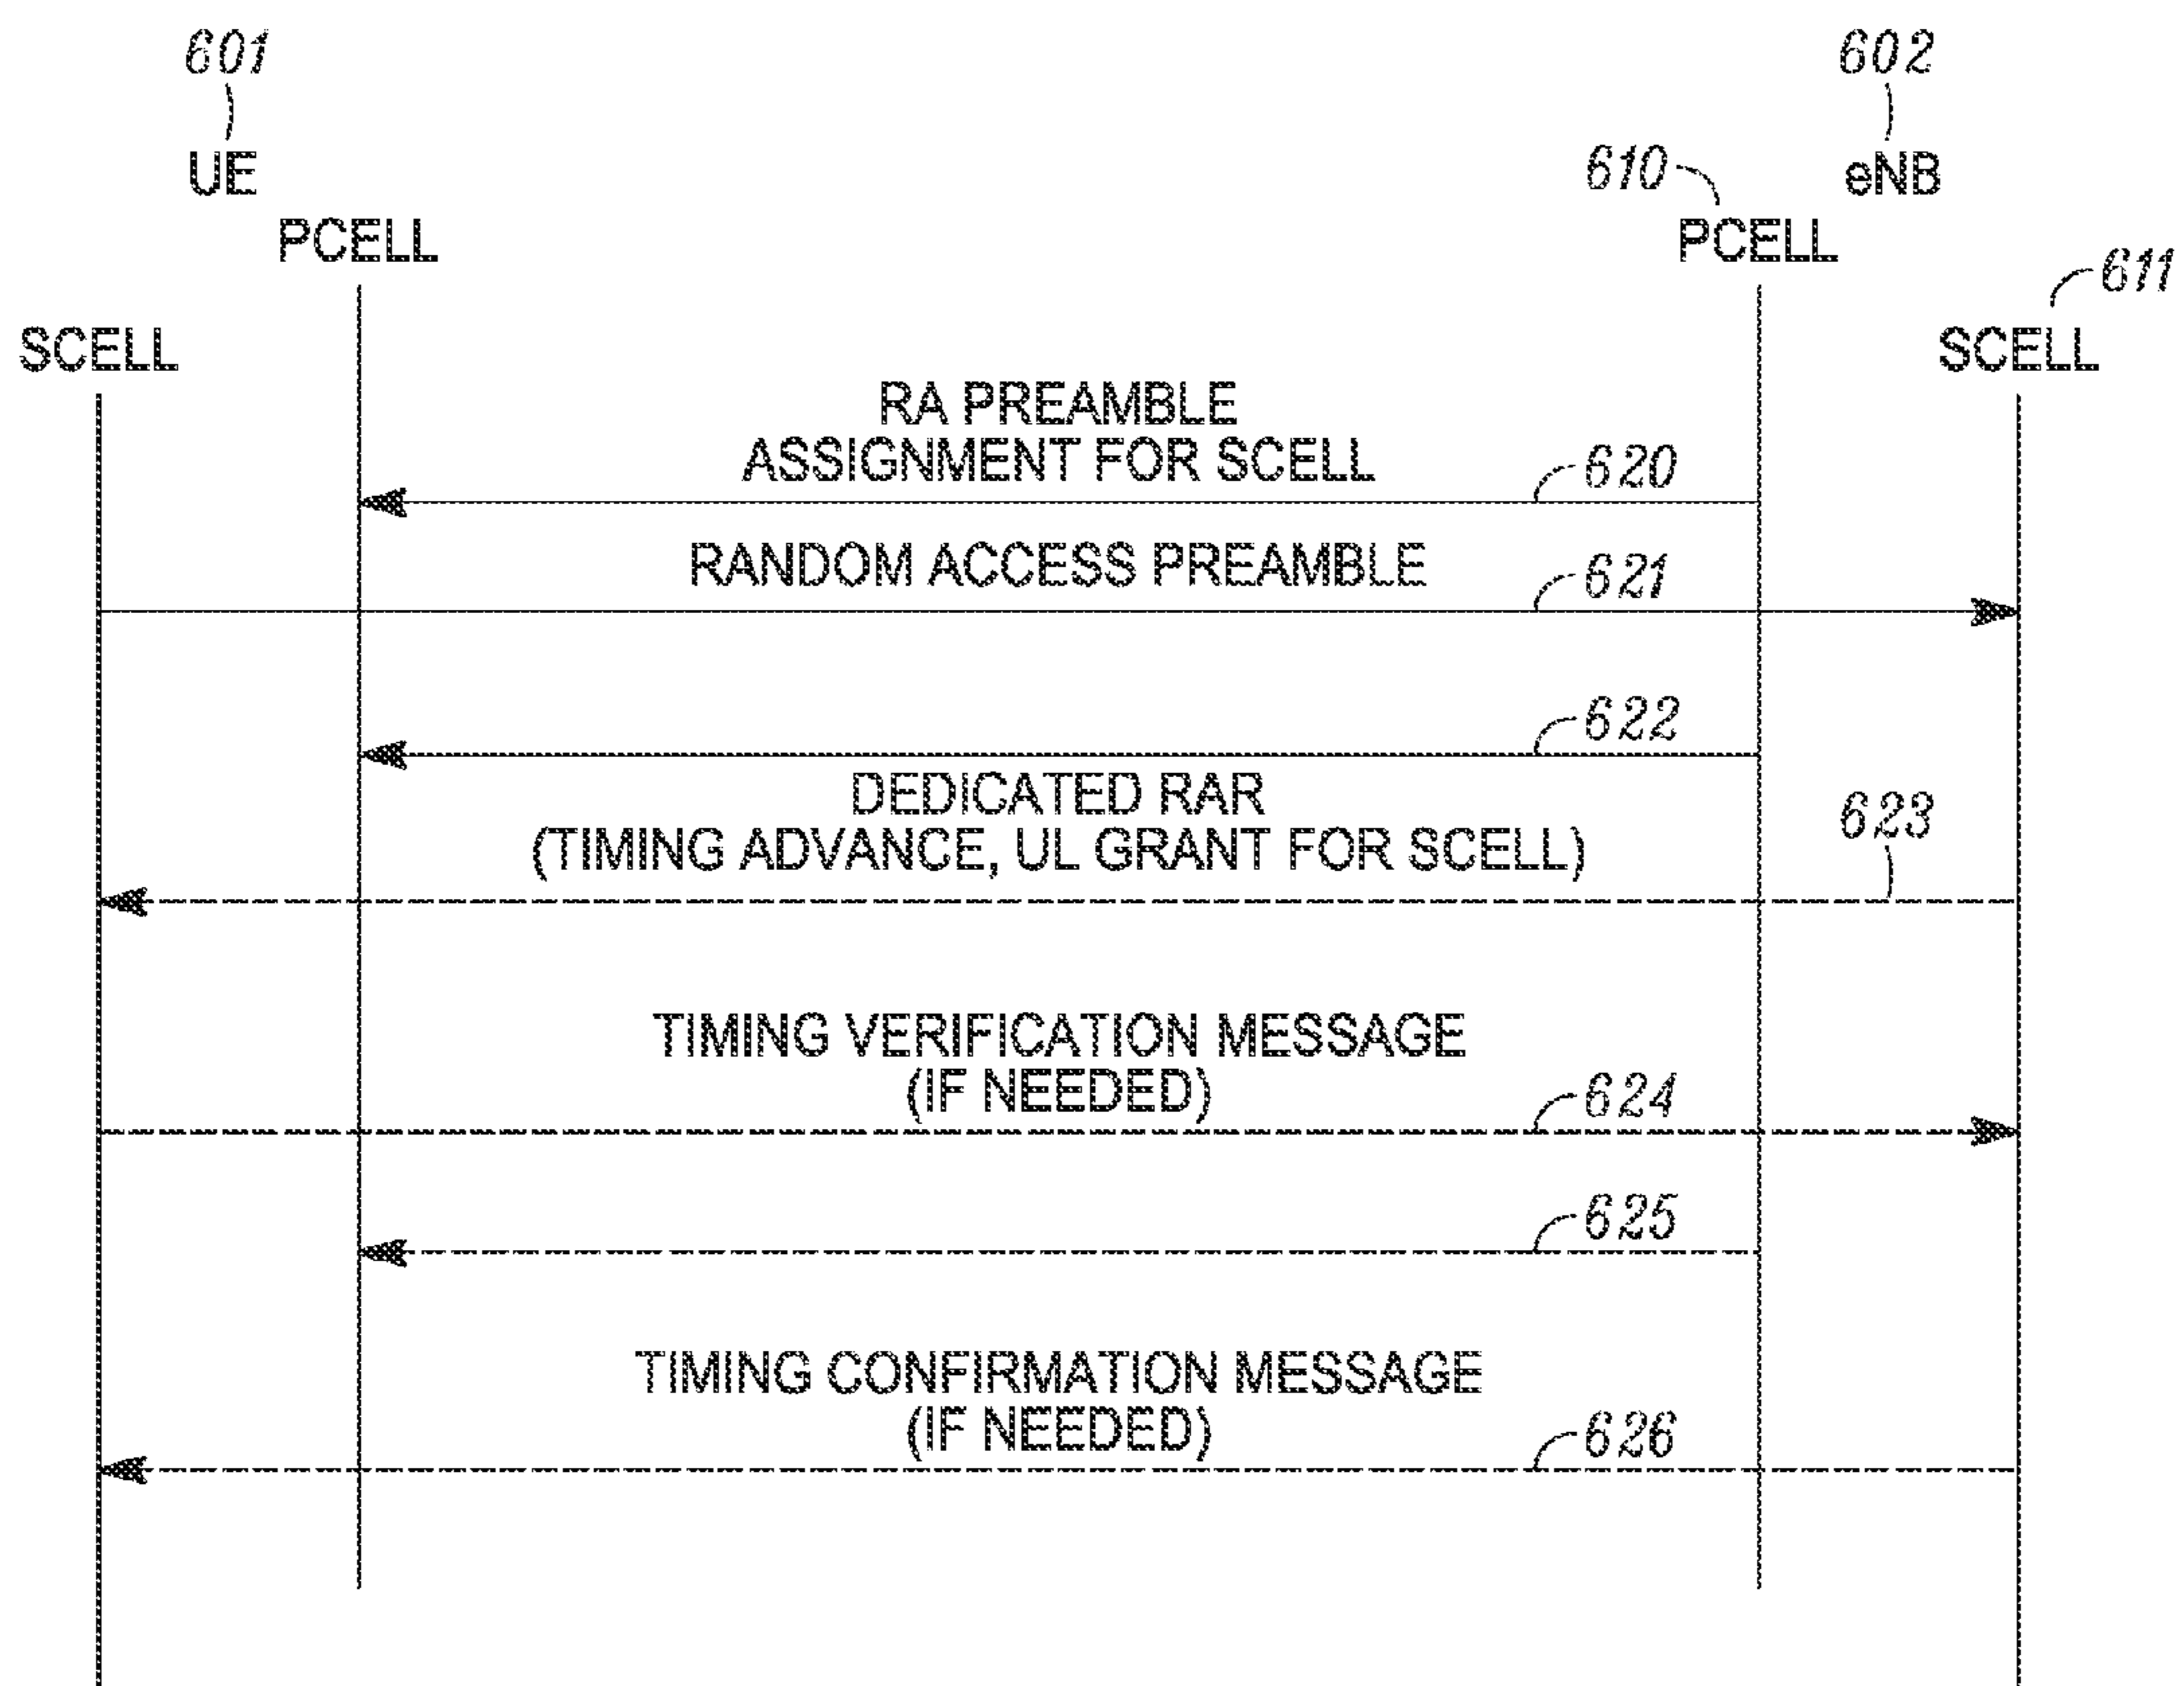 601
602
UE
610
eNB
PCELL
PCELL
611
SCELL
SCELL
RA PREAMBLE
ASSIGNMENT FOR SCELL
620
RANDOM ACCESS PREAMBLE
621
622
DEDICATED RAR
(TIMING ADVANCE, UL GRANT FOR SCELL)
623
TIMING VERIFICATION MESSAGE
(IF NEEDED)
624
625
TIMING CONFIRMATION MESSAGE
(IF NEEDED)
626